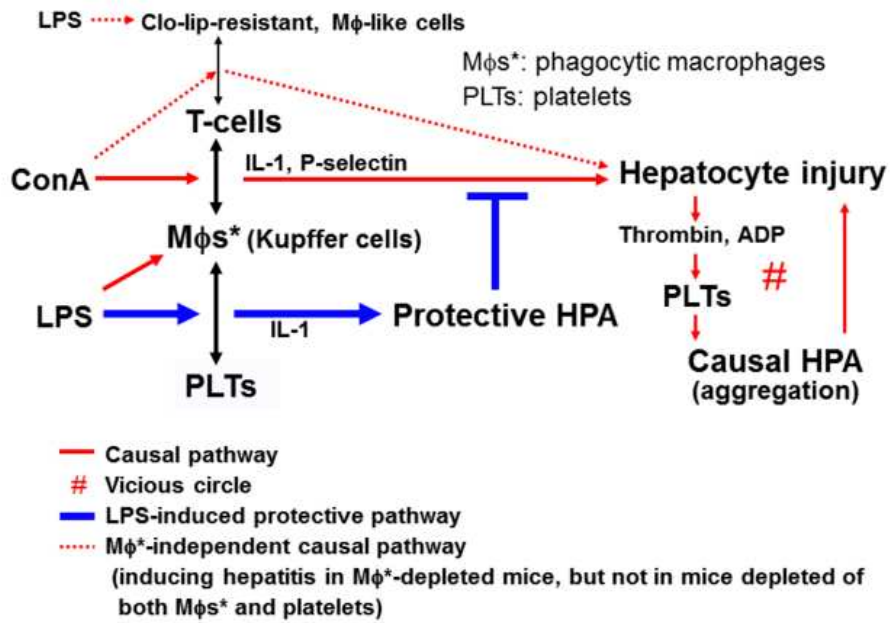 LPS
Clo-lip-resistant, Mϕ-like cells
Mϕs*: phagocytic macrophages
PLTs: platelets
T-cells
ConA
IL-1, P-selectin
Hepatocyte injury
Mϕs* (Kupffer cells)
Thrombin, ADP
#
PLTs
LPS
IL-1
Protective HPA
Causal HPA
(aggregation)
PLTs
Causal pathway
# Vicious circle
LPS-induced protective pathway
Mϕ*-independent causal pathway
(inducing hepatitis in Mϕ*-depleted mice, but not in mice depleted of
both Mϕs* and platelets)